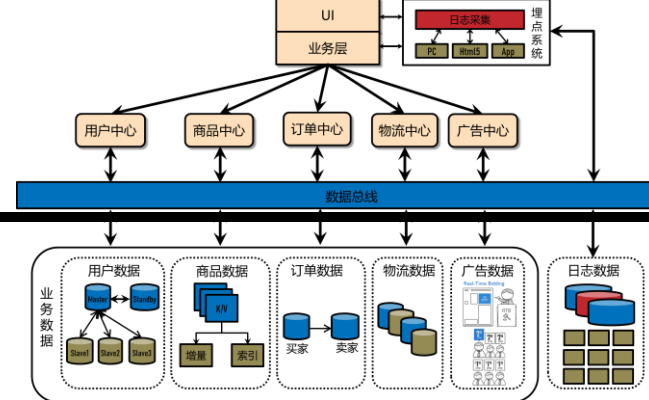 UI
业务层
日志采集
PC
Html5
App
埋点系统
用户中心
商品中心
订单中心
物流中心
广告中心
数据总线
业务数据
用户数据
Master
Standby
Slave1
Slave2
Slave3
商品数据
K/V
增量
索引
订单数据
买家
卖家
物流数据
广告数据
Real-Time Bidding
日志数据